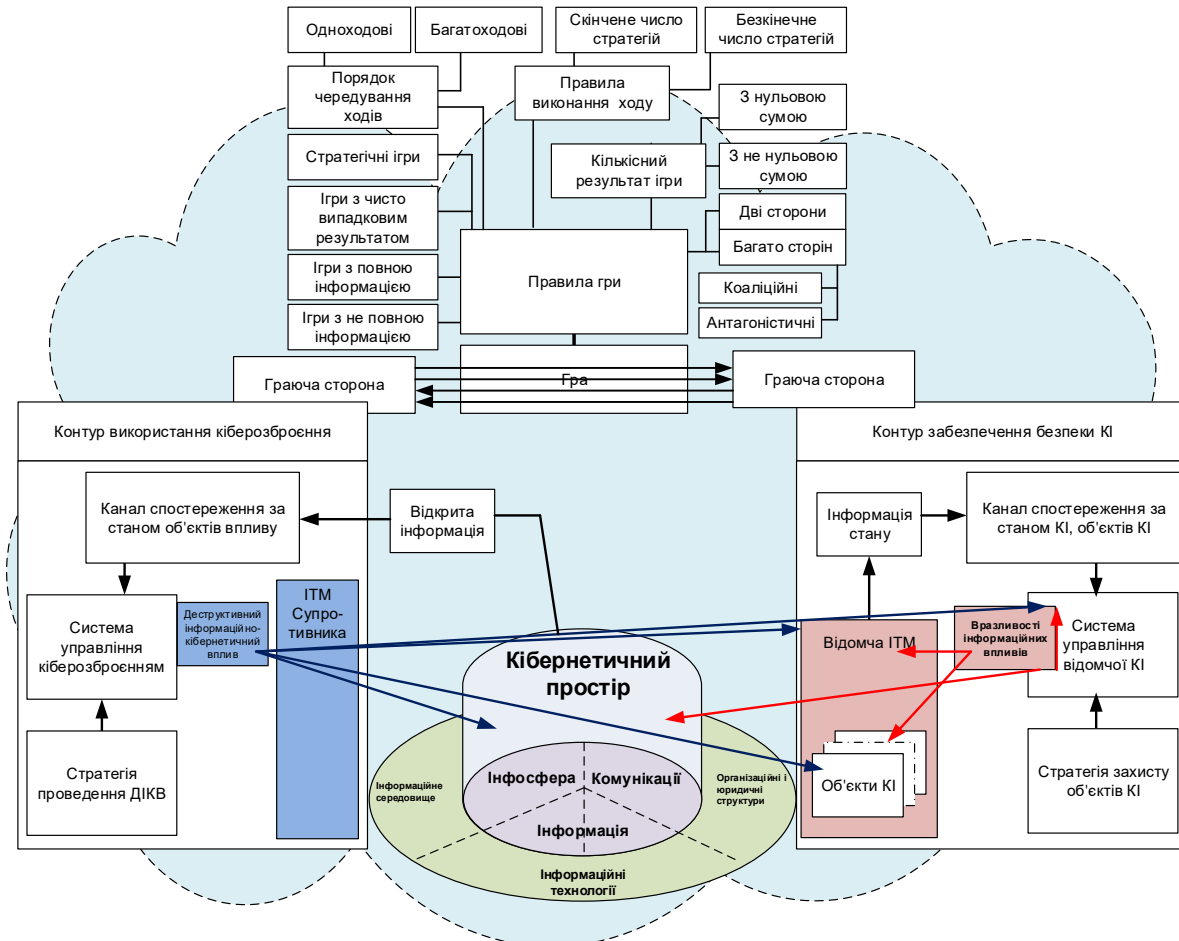 Одноходові
Багатоходові
Скінчене число
стратегій
Безкінечне
число стратегій
Порядок
чередування
ходів
Правила
виконання ходу
З нульовою
сумою
Стратегічні ігри
Кількісний
результат ігри
З не нульовою
сумою
Ігри з чисто
випадковим
результатом
Дві сторони
Багато сторін
Ігри з повною
інформацією
Правила гри
Коаліційні
Ігри з не повною
інформацією
Антагоністичні
Граюча сторона
Гра
Граюча сторона
Контур використання кіберозброєння
Контур забезпечення безпеки КІ
Канал спостереження за
станом об'єктів впливу
Відкрита
інформація
Інформація
стану
Канал спостереження за
станом КІ, об'єктів КІ
Система
управління
кіберозброєнням
Деструктивний
інформаційно-
кібернетичний
вплив
ІТМ
Супро-
тивника
Кібернетичний
простір
Відомча ІТМ
Вразливості
інформаційних
впливів
Система
управління
відомчої КІ
Стратегія
проведення ДІКВ
Інформаційне
середовище
Інфосфера
Комунікації
Організаційні і
юридичні
структури
Інформація
Інформаційні
технології
Об'єкти КІ
Стратегія захисту
об'єктів КІ